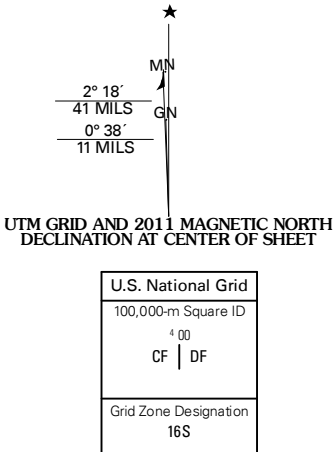 ★
MN
2° 18´
41 MILS
GN
0° 38´
11 MILS
UTM GRID AND 2011 MAGNETIC NORTH
DECLINATION AT CENTER OF SHEET
U.S. National Grid
100,000-m Square ID
4 00
CF | DF
Grid Zone Designation
16S